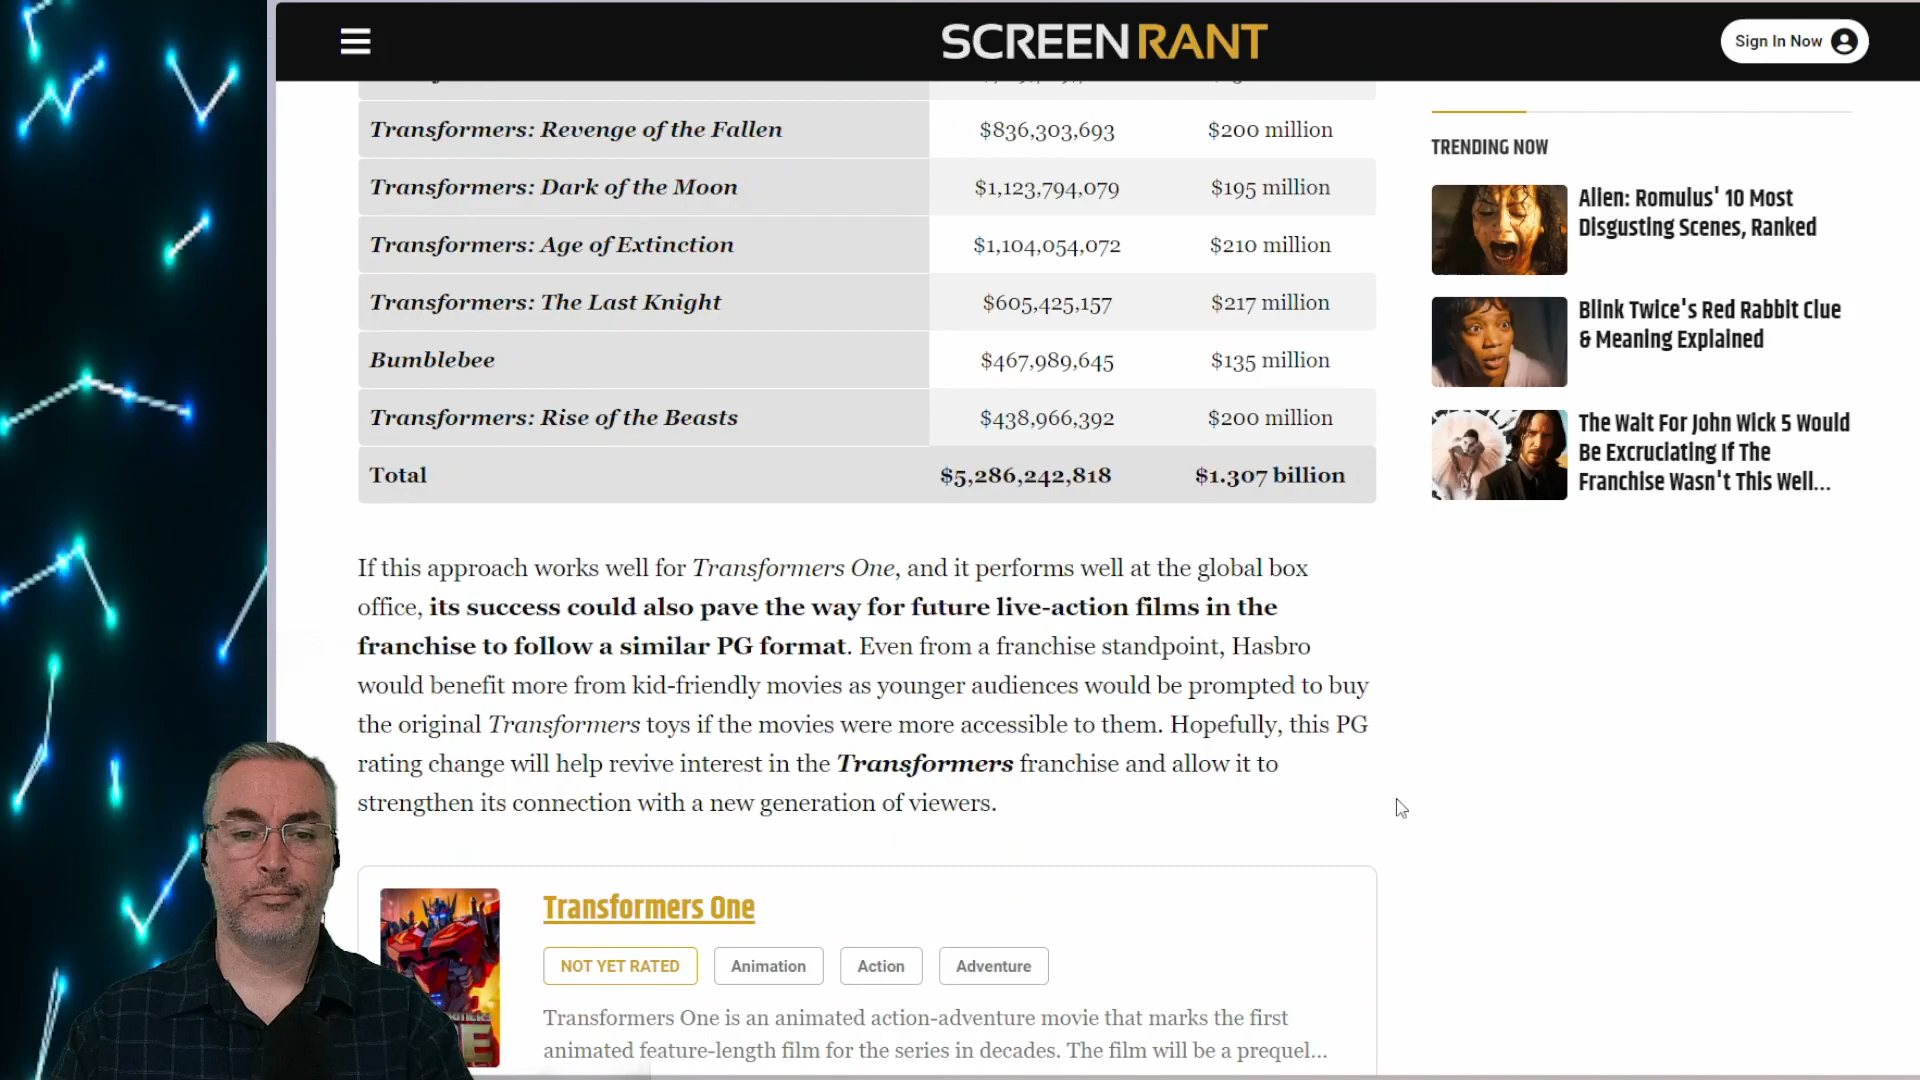 SCREENRANT
Sign In Now
Transformers: Revenge of the Fallen $836,303,693 $200 million
Transformers: Dark of the Moon $1,123,794,079 $195 million
Transformers: Age of Extinction $1,104,054,072 $210 million
Transformers: The Last Knight $605,425,157 $217 million
Bumblebee $467,989,645 $135 million
Transformers: Rise of the Beasts $438,966,392 $200 million
Total $5,286,242,818 $1.307 billion
If this approach works well for Transformers One, and it performs well at the global box
office, its success could also pave the way for future live-action films in the
franchise to follow a similar PG format. Even from a franchise standpoint, Hasbro
would benefit more from kid-friendly movies as younger audiences would be prompted to buy
the original Transformers toys if the movies were more accessible to them. Hopefully, this PG
rating change will help revive interest in the Transformers franchise and allow it to
strengthen its connection with a new generation of viewers.
Transformers One
NOT YET RATED Animation Action Adventure
Transformers One is an animated action-adventure movie that marks the first
animated feature-length film for the series in decades. The film will be a prequel...
TRENDING NOW
Alien: Romulus' 10 Most
Disgusting Scenes, Ranked
Blink Twice's Red Rabbit Clue
& Meaning Explained
The Wait For John Wick 5 Would
Be Excruciating If The
Franchise Wasn't This Well...